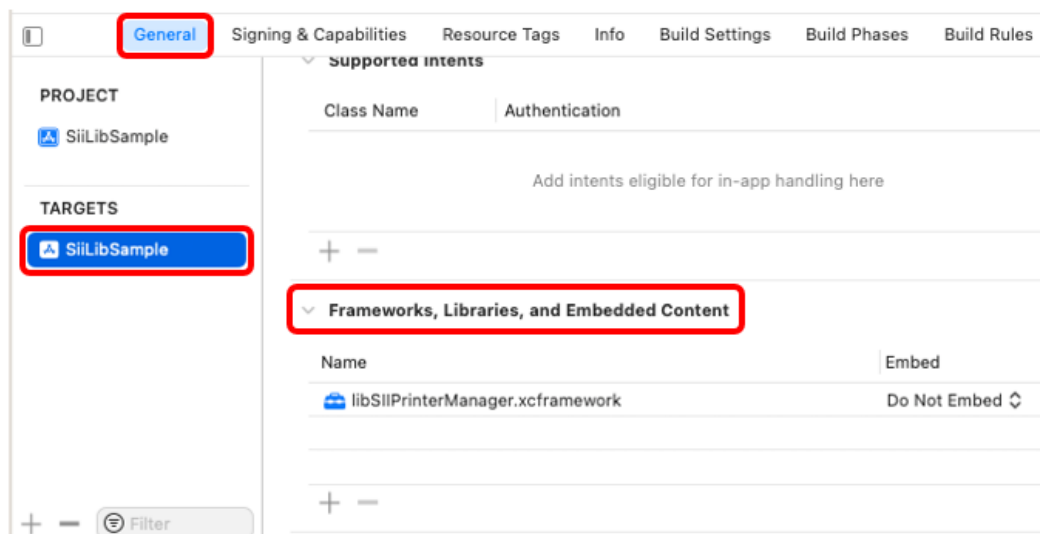 General Signing & Capabilities Resource Tags Info Build Settings Build Phases Build Rules
PROJECT
SiiLibSample
TARGETS
SiiLibSample
Filter
Supported Intents
Class Name Authentication
Add intents eligible for in-app handling here
Frameworks, Libraries, and Embedded Content
Name Embed
libSIIPrinterManager.xcframework Do Not Embed